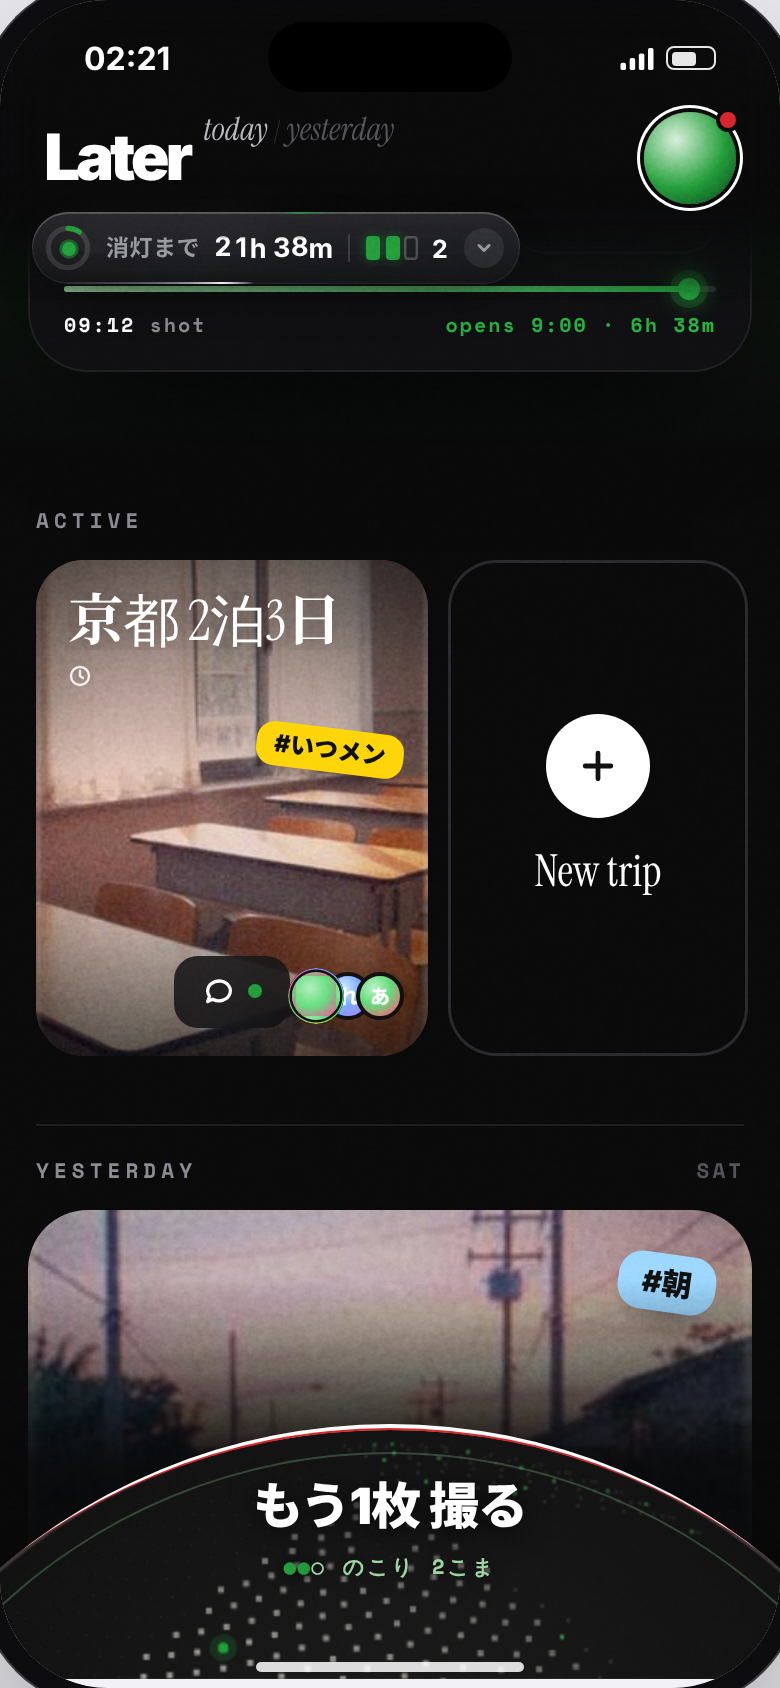 02:21
Later today / yesterday
消灯まで 21h 38m 2
09:12 shot opens 9:00 · 6h 38m
ACTIVE
京都 2泊3日
#いつメン
New trip
あ
YESTERDAY SAT
#朝
もう1枚 撮る
のこり 2こま